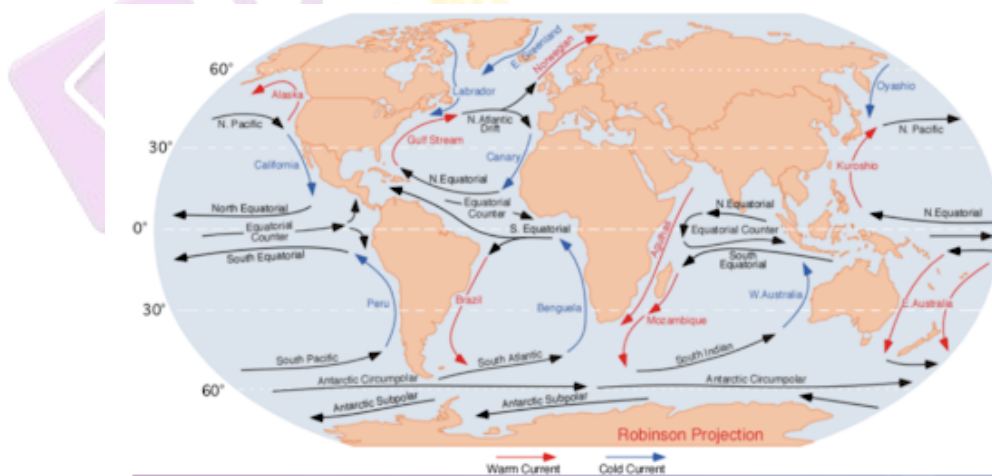 E. Greenland
Norwegian
60°
Alaska
Labrador
Oyashio
N. Pacific
N. Atlantic
Drift
N. Pacific
Gulf Stream
30°
California
Canary
Kuroshio
N. Equatorial
North Equatorial
Equatorial
Counter
N. Equatorial
N. Equatorial
0°
Equatorial
Counter
S. Equatorial
Equatorial Counter
South Equatorial
South
Equatorial
Agulhas
Peru
Brazil
Benguela
W. Australia
E. Australia
30°
Mozambique
South Pacific
South Atlantic
South Indian
Antarctic Circumpolar
Antarctic Circumpolar
60°
Antarctic Subpolar
Antarctic Subpolar
Robinson Projection
Warm Current
Cold Current